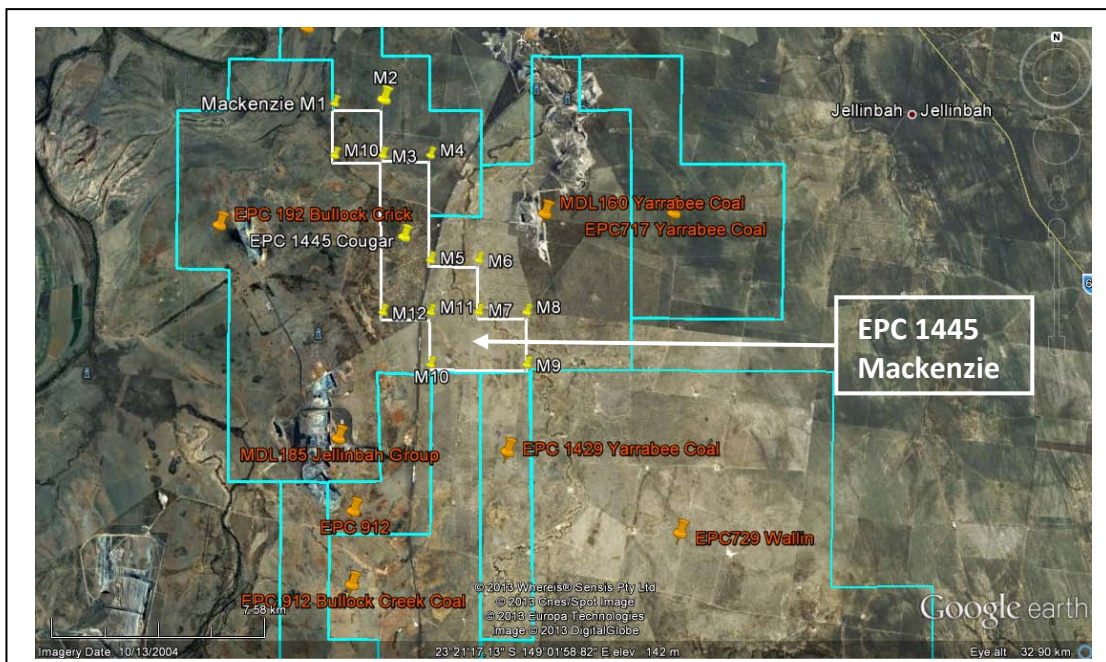 N
M2
Mackenzie M1
Jellinbah Jellinbah
M10 M3 M4
MDL160 Yarrabee Coal
EPC 192 Bullock Crick
EPC717 Yarrabee Coal
EPC 1445 Cougar
M5 M6
6
M12 M11 M7 M8
EPC 1445
Mackenzie
M10 M9
MDL185 Jellinbah Group
EPC 1429 Yarrabee Coal
EPC 912
EPC729 Wallin
EPC 912 Bullock Creek Coal
7.58 km
© 2013 Whereis® Sensis Pty Ltd
© 2013 Cnes/Spot Image
© 2013 Europa Technologies
Image © 2013 DigitalGlobe
Google earth
Imagery Date: 10/13/2004 23°21'17.13" S 149°01'58.82" E elev 142 m Eye alt 32.90 km